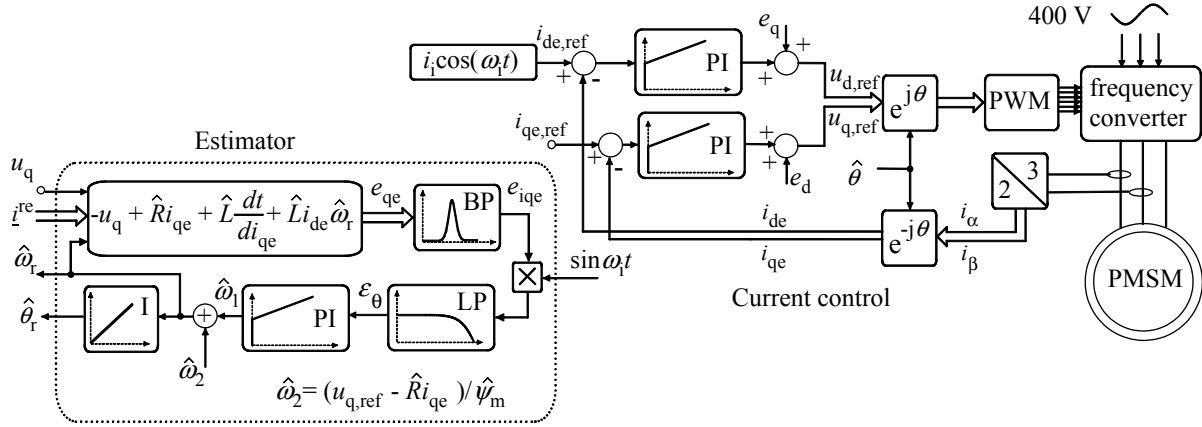 400 V
i_i cos(ω_i t)
i_de,ref
+
-
PI
e_q
+
+
u_d,ref
e^jθ
PWM
frequency
converter
i_qe,ref
+
-
PI
+
+
e_d
u_q,ref
θ̂
2
3
i_de
i_qe
e^-jθ
i_α
i_β
PMSM
Current control
Estimator
u_q
i^re
-u_q + R̂i_qe + L̂ dt/di_qe + L̂i_de ω̂_r
e_qe
BP
e_iqe
×
sinω_i t
ω̂_r
θ̂_r
I
+
ω̂_1
PI
ε_θ
LP
ω̂_2
ω̂_2 = (u_q,ref - R̂i_qe )/ψ̂_m